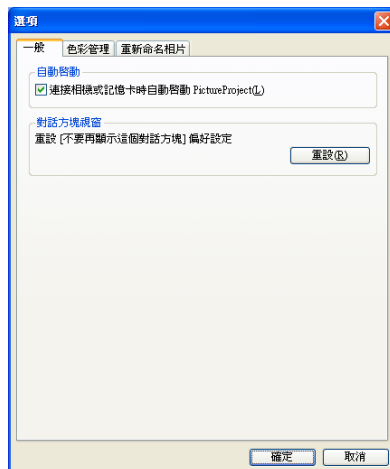 選項
一般 色彩管理 重新命名相片
自動啓動
連接相機或記憶卡時自動啓動 PictureProject(L)
對話方塊視窗
重設 [不要再顯示這個對話方塊] 偏好設定
重設(R)
確定 取消